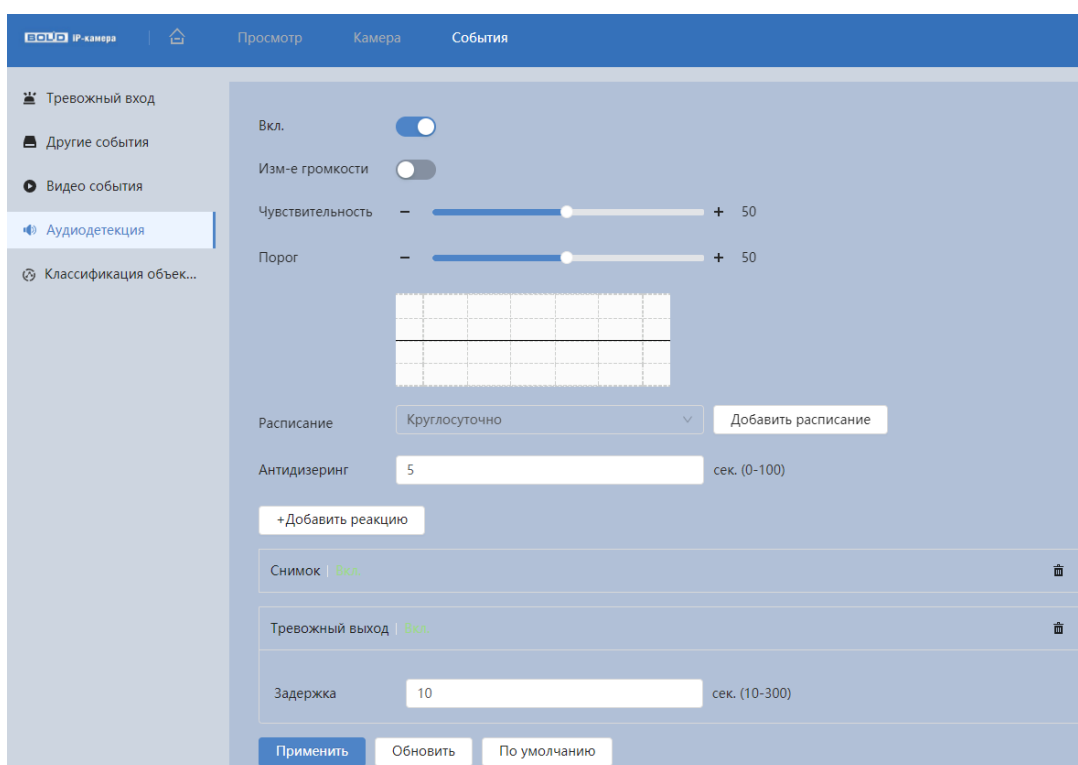 BOLID IP-камера Просмотр Камера События
Тревожный вход
Другие события
Видео события
Аудиодетекция
Классификация объек...
Вкл.
Изм-е громкости
Чувствительность − + 50
Порог − + 50
Расписание Круглосуточно Добавить расписание
Антидизеринг 5 сек. (0-100)
+Добавить реакцию
Снимок | Вкл
Тревожный выход | Вкл
Задержка 10 сек. (10-300)
Применить Обновить По умолчанию